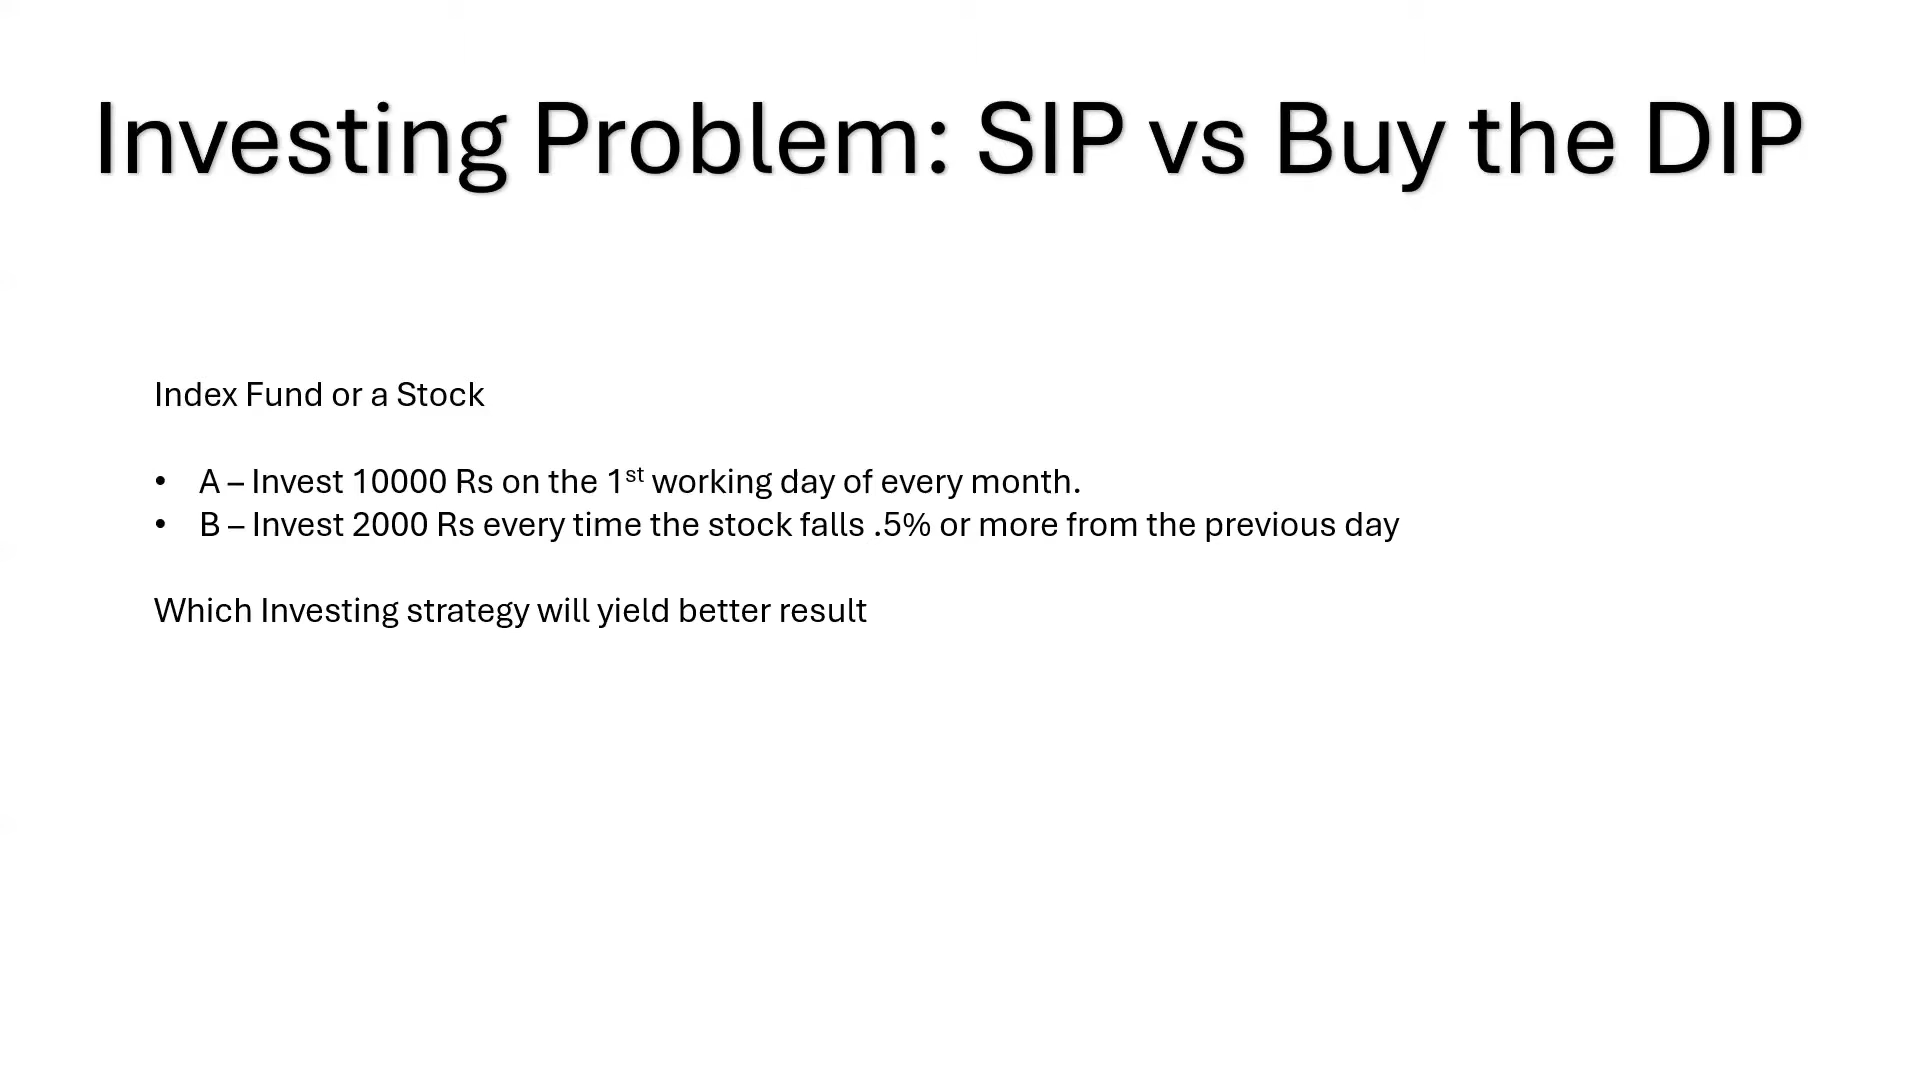 Investing Problem: SIP vs Buy the DIP
Index Fund or a Stock
• A – Invest 10000 Rs on the 1st working day of every month.
• B – Invest 2000 Rs every time the stock falls .5% or more from the previous day
Which Investing strategy will yield better result